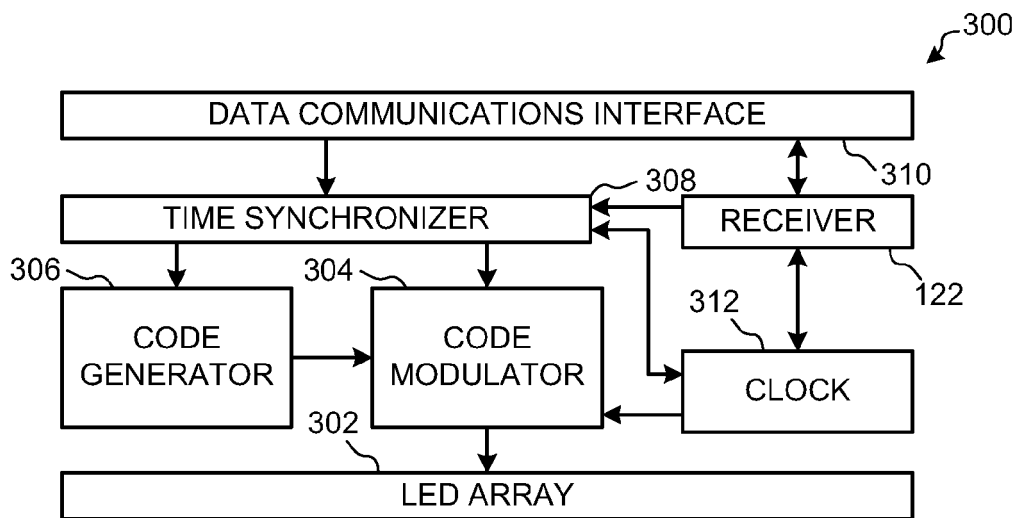 300
DATA COMMUNICATIONS INTERFACE
310
308
TIME SYNCHRONIZER
RECEIVER
122
306
304
312
CODE
GENERATOR
CODE
MODULATOR
CLOCK
302
LED ARRAY